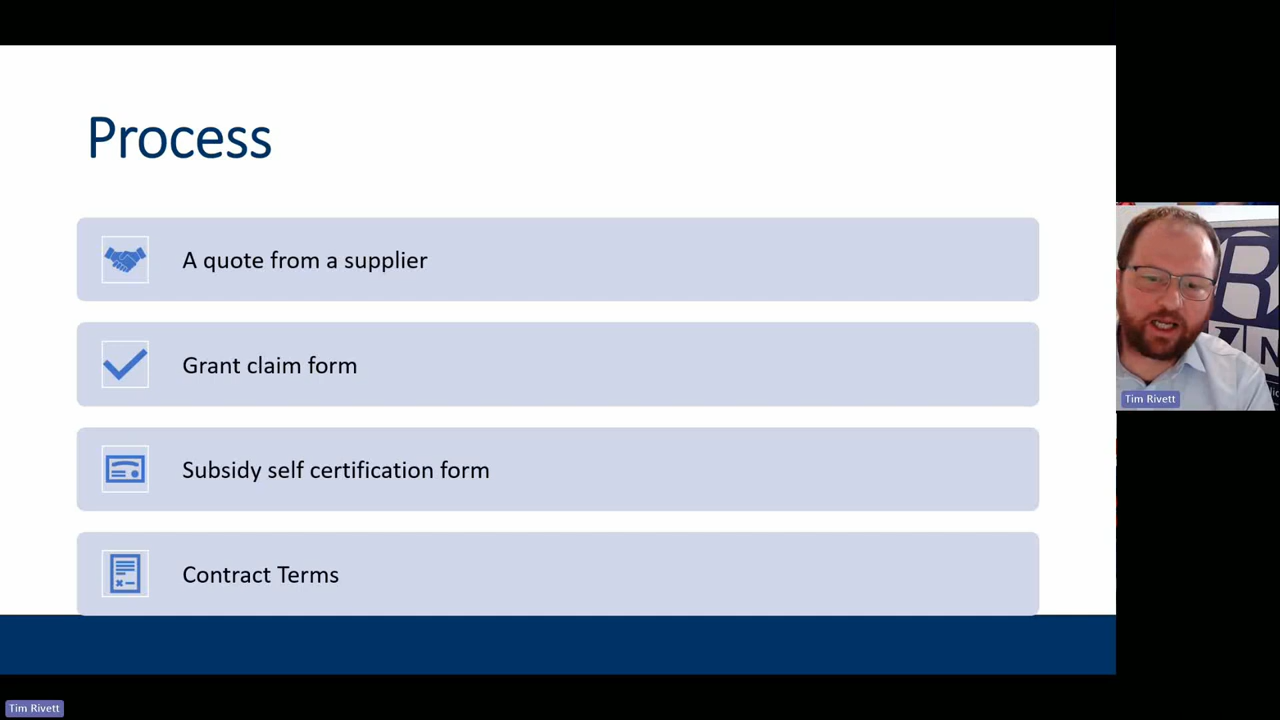 Process
A quote from a supplier
Grant claim form
Subsidy self certification form
Contract Terms
R
N
Tim Rivett
Tim Rivett